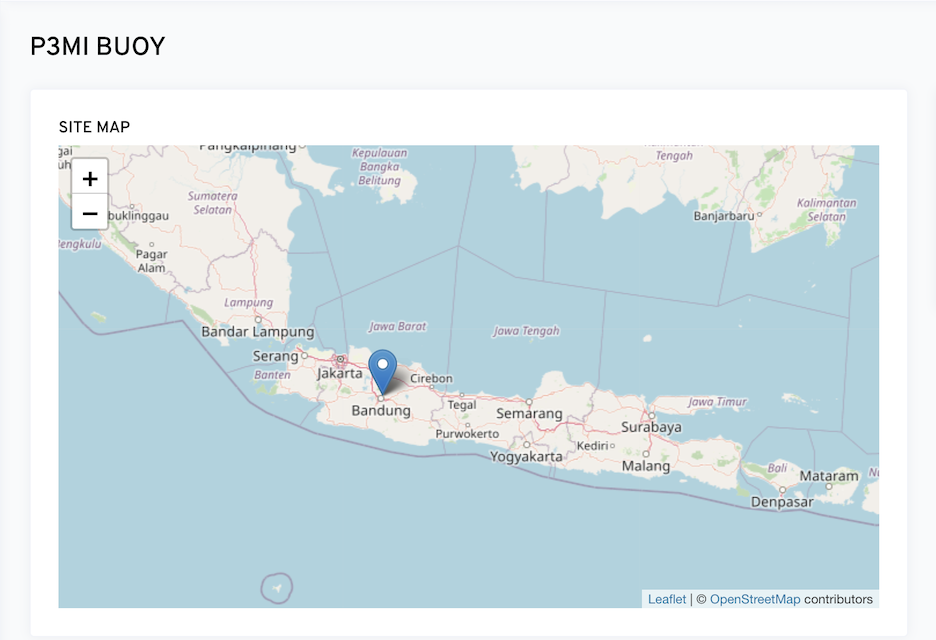 P3MI BUOY
SITE MAP
Pangkalpinang
Kepulauan
Bangka
Belitung
Tengah
+
−
Sumatera
Selatan
buklinggau
Banjarbaru
Kalimantan
Selatan
Bengkulu
Pagar
Alam
Lampung
Bandar Lampung
Jawa Barat
Jawa Tengah
Serang
Banten
Jakarta
Cirebon
Bandung
Tegal
Semarang
Jawa Timur
Surabaya
Purwokerto
Kediri
Yogyakarta
Malang
Bali
Mataram
Denpasar
Leaflet | © OpenStreetMap contributors